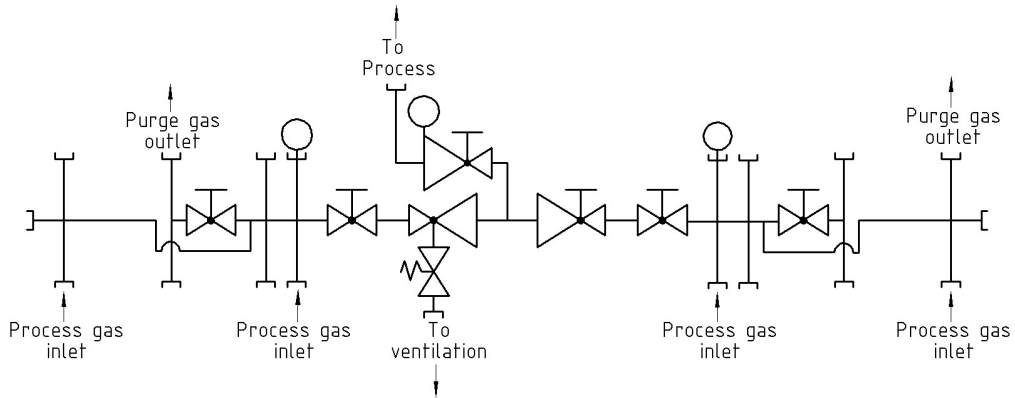 To
Process
Purge gas
outlet
Purge gas
outlet
Process gas
inlet
Process gas
inlet
To
ventilation
Process gas
inlet
Process gas
inlet